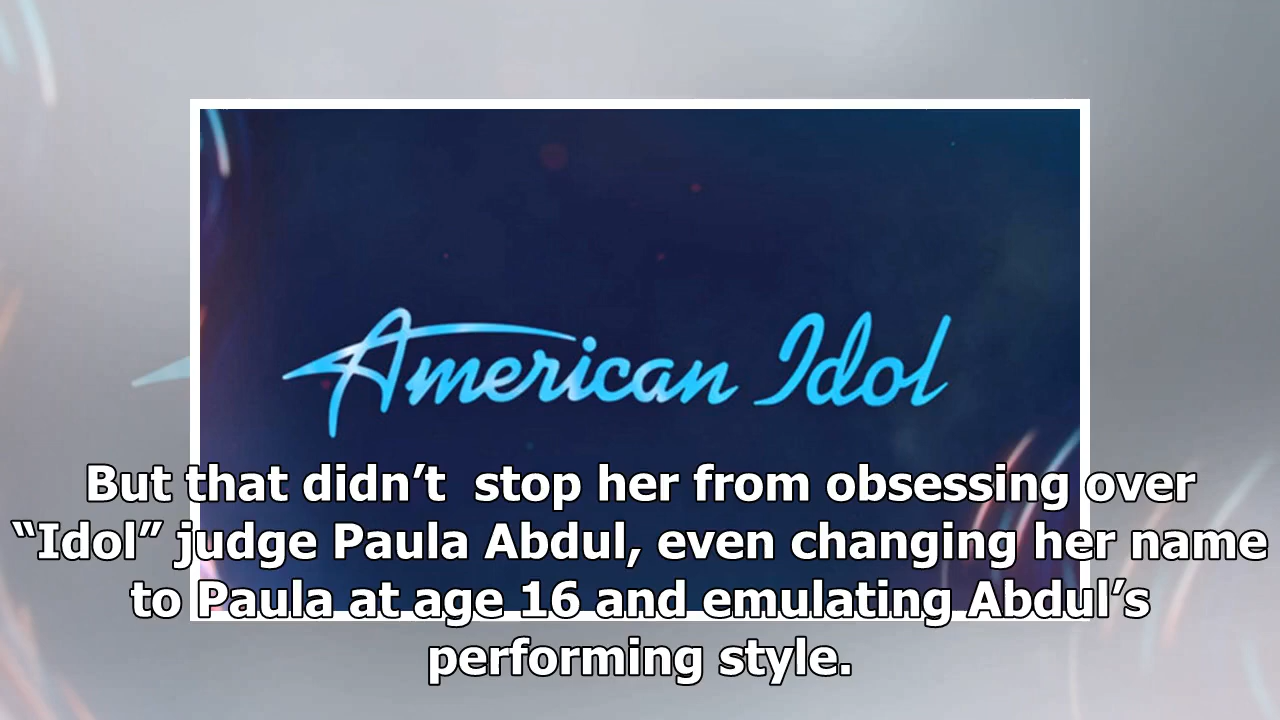 American Idol
But that didn’t  stop her from obsessing over
“Idol” judge Paula Abdul, even changing her name
to Paula at age 16 and emulating Abdul’s
performing style.